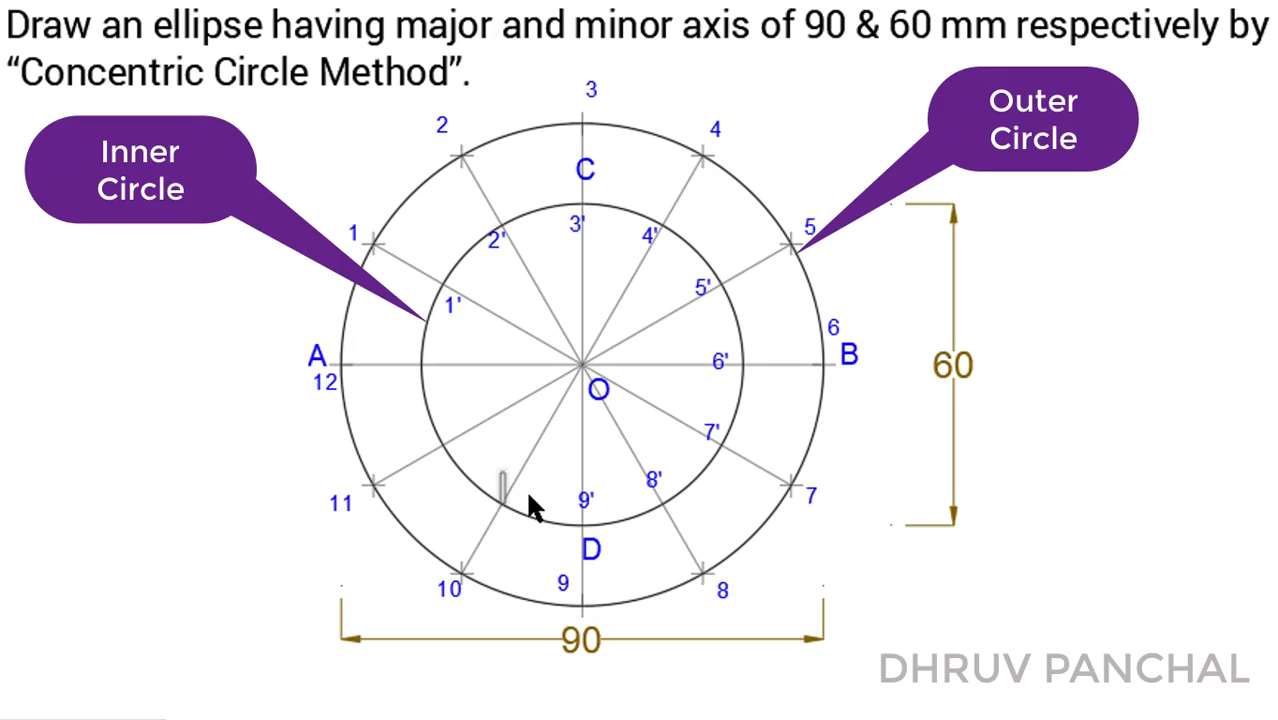 Draw an ellipse having major and minor axis of 90 & 60 mm respectively by
“Concentric Circle Method”.
3
Outer
Circle
2
4
Inner
Circle
C
1
5
3'
2'
4'
5'
1'
6
A
B
6'
60
12
O
7'
8'
11
7
9'
D
10
9
8
90
DHRUV PANCHAL